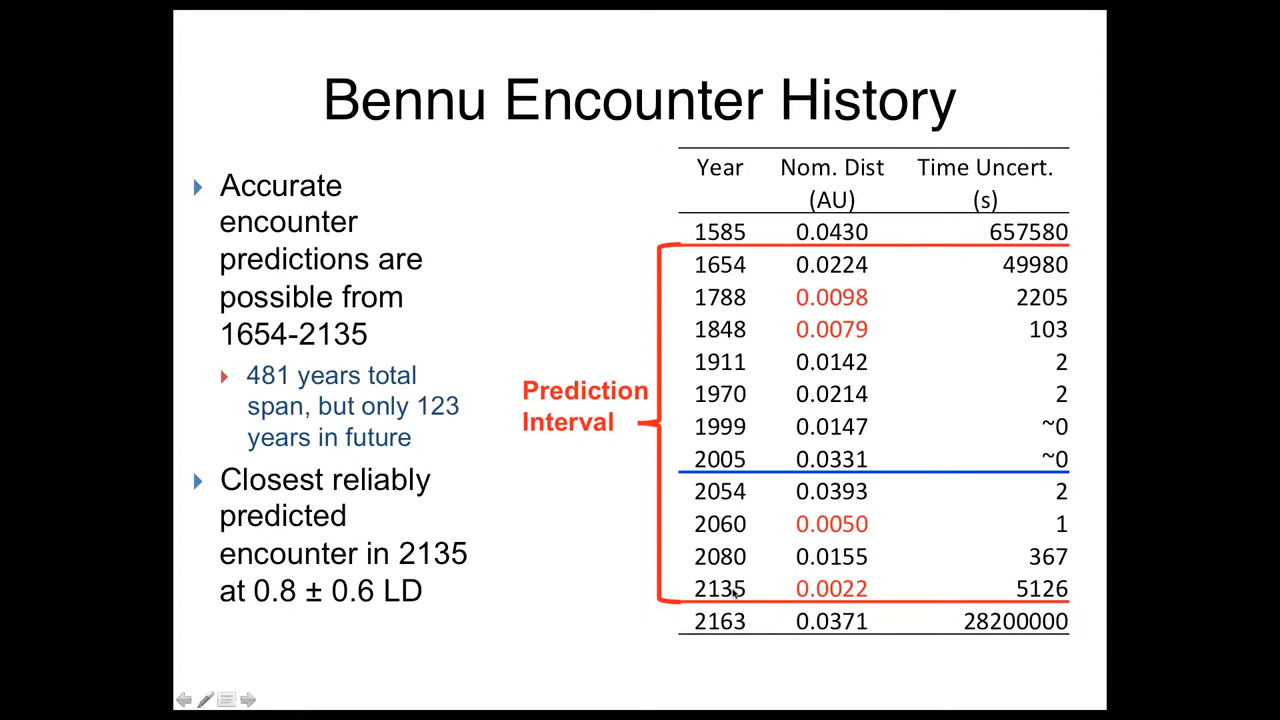 Bennu Encounter History
Accurate
encounter
predictions are
possible from
1654-2135
481 years total
span, but only 123
years in future
Closest reliably
predicted
encounter in 2135
at 0.8 ± 0.6 LD
Prediction
Interval
Year Nom. Dist Time Uncert.
(AU) (s)
1585 0.0430 657580
1654 0.0224 49980
1788 0.0098 2205
1848 0.0079 103
1911 0.0142 2
1970 0.0214 2
1999 0.0147 ~0
2005 0.0331 ~0
2054 0.0393 2
2060 0.0050 1
2080 0.0155 367
2135 0.0022 5126
2163 0.0371 28200000